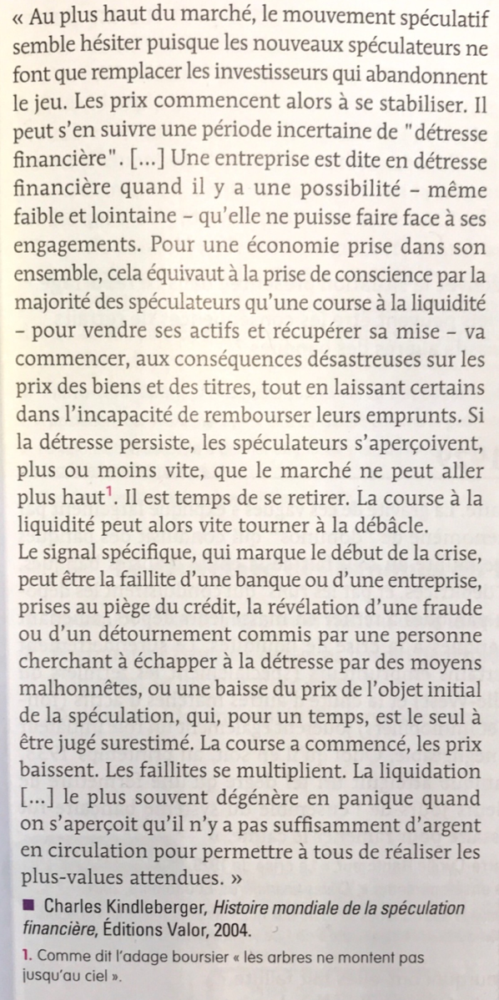 « Au plus haut du marché, le mouvement spéculatif
semble hésiter puisque les nouveaux spéculateurs ne
font que remplacer les investisseurs qui abandonnent
le jeu. Les prix commencent alors à se stabiliser. Il
peut s'en suivre une période incertaine de "détresse
financière". [...] Une entreprise est dite en détresse
financière quand il y a une possibilité – même
faible et lointaine – qu'elle ne puisse faire face à ses
engagements. Pour une économie prise dans son
ensemble, cela équivaut à la prise de conscience par la
majorité des spéculateurs qu'une course à la liquidité
– pour vendre ses actifs et récupérer sa mise – va
commencer, aux conséquences désastreuses sur les
prix des biens et des titres, tout en laissant certains
dans l'incapacité de rembourser leurs emprunts. Si
la détresse persiste, les spéculateurs s'aperçoivent,
plus ou moins vite, que le marché ne peut aller
plus haut¹. Il est temps de se retirer. La course à la
liquidité peut alors vite tourner à la débâcle.
Le signal spécifique, qui marque le début de la crise,
peut être la faillite d'une banque ou d'une entreprise,
prises au piège du crédit, la révélation d'une fraude
ou d'un détournement commis par une personne
cherchant à échapper à la détresse par des moyens
malhonnêtes, ou une baisse du prix de l'objet initial
de la spéculation, qui, pour un temps, est le seul à
être jugé surestimé. La course a commencé, les prix
baissent. Les faillites se multiplient. La liquidation
[...] le plus souvent dégénère en panique quand
on s'aperçoit qu'il n'y a pas suffisamment d'argent
en circulation pour permettre à tous de réaliser les
plus-values attendues. »
■ Charles Kindleberger, Histoire mondiale de la spéculation
financière, Éditions Valor, 2004.
1. Comme dit l'adage boursier « les arbres ne montent pas
jusqu'au ciel ».